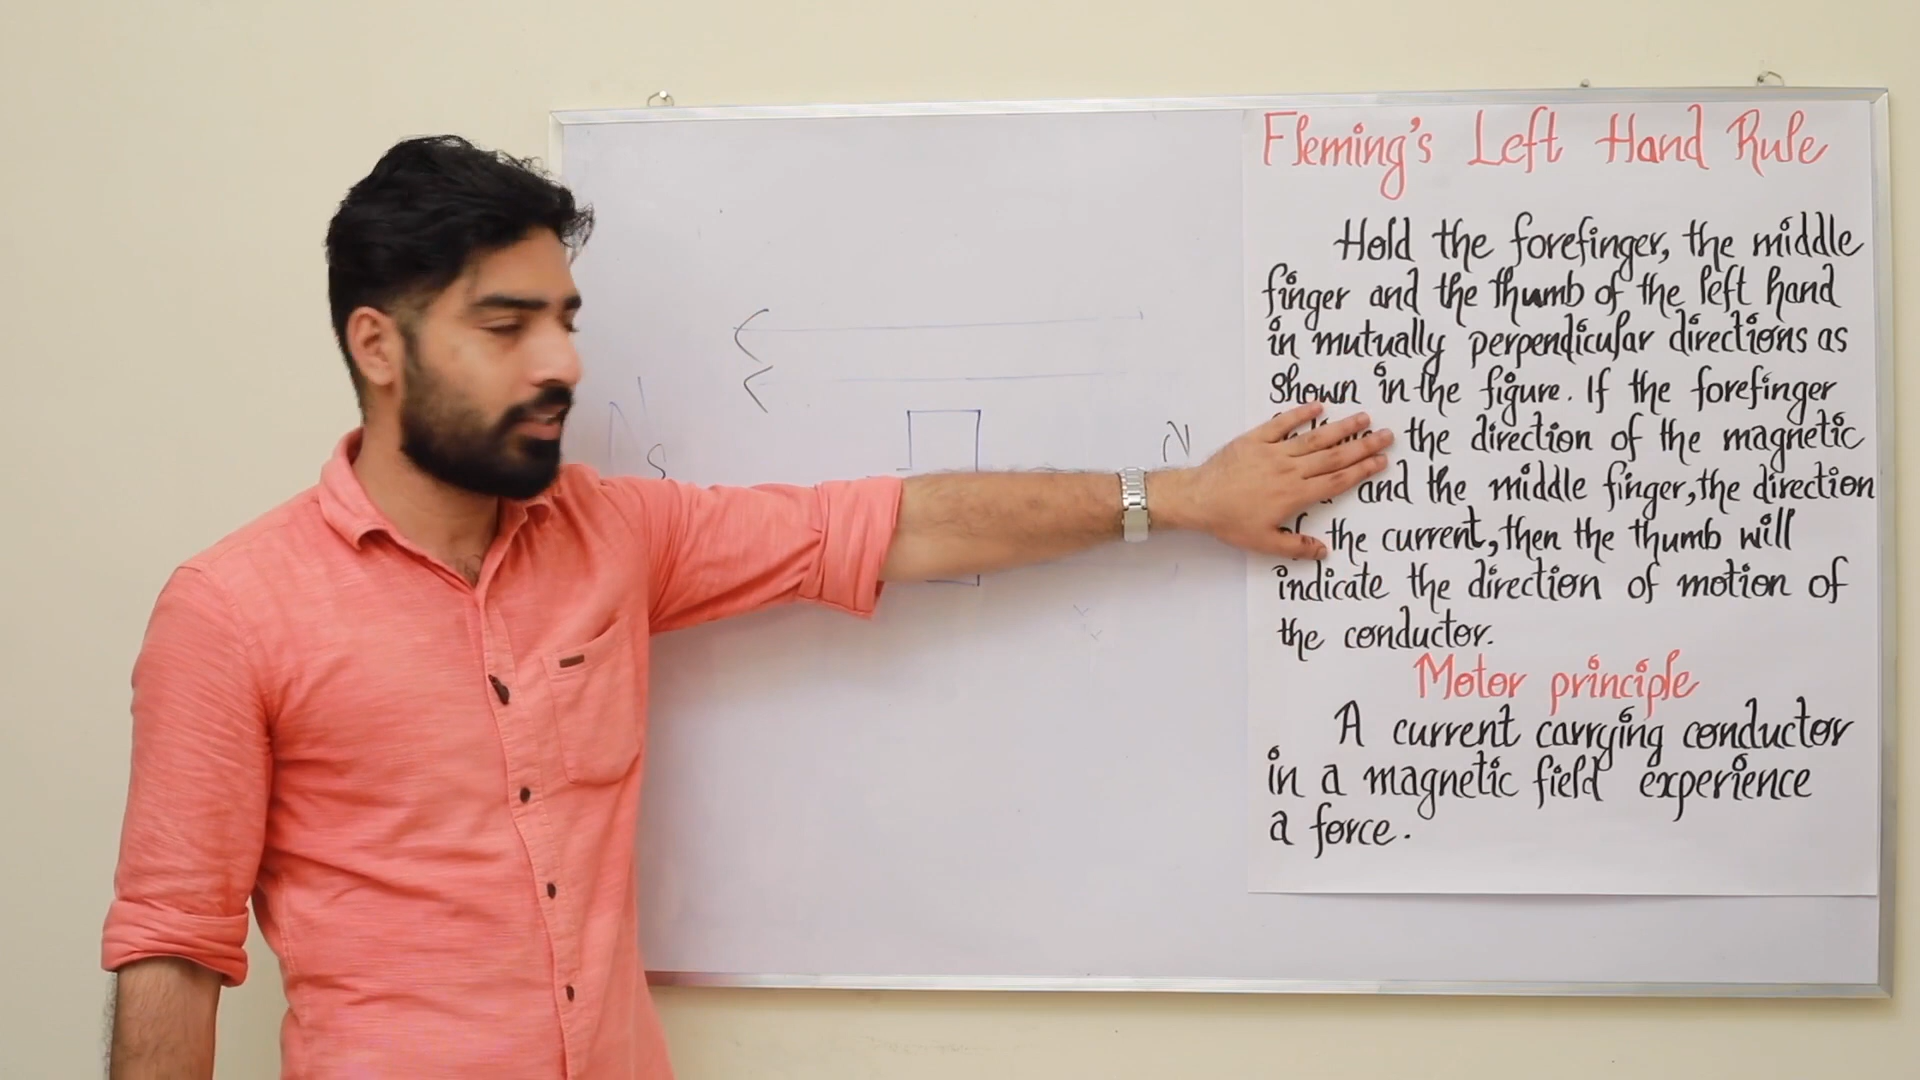 Fleming's Left Hand Rule
Hold the forefinger, the middle
finger and the thumb of the left hand
in mutually perpendicular directions as
shown in the figure. If the forefinger
the direction of the magnetic
and the middle finger, the direction
of the current, then the thumb will
indicate the direction of motion of
the conductor.
Motor principle
A current carrying conductor
in a magnetic field experience
a force.
N
S
N